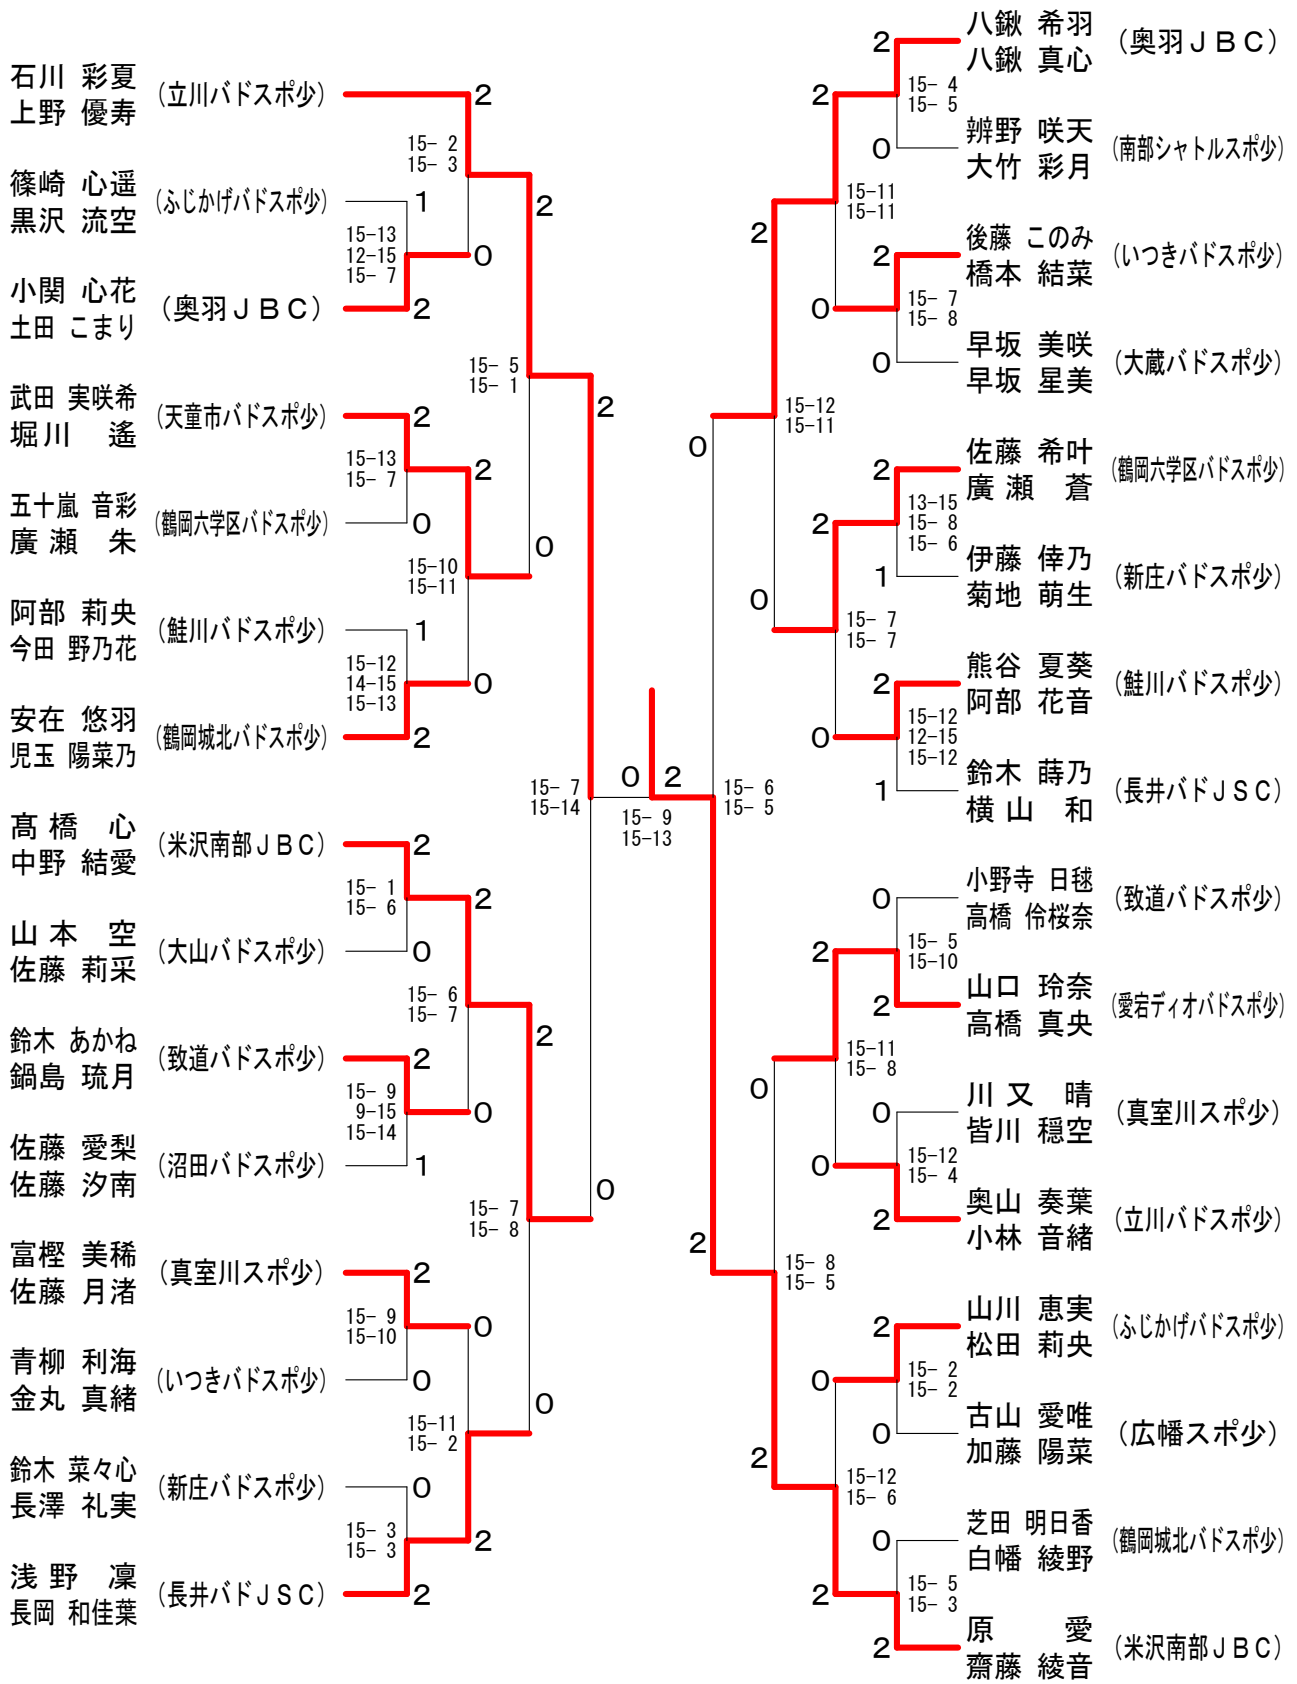 石川 彩夏
上野 優寿
(立川バドスポ少)
2
15- 2
15- 3
篠崎 心遥
黒沢 流空
(ふじかげバドスポ少)
1
2
15-13
12-15
15- 7
0
小関 心花
土田 こまり
(奥羽ＪＢＣ)
2
15- 5
15- 1
2
武田 実咲希
堀川 遙
(天童市バドスポ少)
2
15-13
15- 7
2
五十嵐 音彩
廣瀬 朱
(鶴岡六学区バドスポ少)
0
0
15-10
15-11
阿部 莉央
今田 野乃花
(鮭川バドスポ少)
1
15-12
14-15
15-13
0
安在 悠羽
児玉 陽菜乃
(鶴岡城北バドスポ少)
2
15- 7
15-14
髙橋 心
中野 結愛
(米沢南部ＪＢＣ)
2
15- 1
15- 6
2
山本 空
佐藤 莉采
(大山バドスポ少)
0
15- 6
15- 7
2
鈴木 あかね
鍋島 琉月
(致道バドスポ少)
2
15- 9
9-15
15-14
0
佐藤 愛梨
佐藤 汐南
(沼田バドスポ少)
1
0
15- 7
15- 8
富樫 美稀
佐藤 月渚
(真室川スポ少)
2
15- 9
15-10
0
青柳 利海
金丸 真緒
(いつきバドスポ少)
0
0
15-11
15- 2
鈴木 菜々心
長澤 礼実
(新庄バドスポ少)
0
15- 3
15- 3
2
浅野 凜
長岡 和佳葉
(長井バドＪＳＣ)
2
0
2
15- 9
15-13
八鍬 希羽
八鍬 真心
(奥羽ＪＢＣ)
2
2
15- 4
15- 5
辨野 咲天
大竹 彩月
(南部シャトルスポ少)
0
15-11
15-11
2
後藤 このみ
橋本 結菜
(いつきバドスポ少)
2
0
15- 7
15- 8
早坂 美咲
早坂 星美
(大蔵バドスポ少)
0
15-12
15-11
0
佐藤 希叶
廣瀬 蒼
(鶴岡六学区バドスポ少)
2
2
13-15
15- 8
15- 6
伊藤 倖乃
菊地 萌生
(新庄バドスポ少)
1
0
15- 7
15- 7
熊谷 夏葵
阿部 花音
(鮭川バドスポ少)
2
0
15-12
12-15
15-12
鈴木 蒔乃
横山 和
(長井バドＪＳＣ)
1
15- 6
15- 5
小野寺 日毬
高橋 伶桜奈
(致道バドスポ少)
0
2
15- 5
15-10
山口 玲奈
高橋 真央
(愛宕ディオバドスポ少)
2
15-11
15- 8
0
川又 晴
皆川 穏空
(真室川スポ少)
0
0
15-12
15- 4
奥山 奏葉
小林 音緒
(立川バドスポ少)
2
2
15- 8
15- 5
山川 恵実
松田 莉央
(ふじかげバドスポ少)
2
0
15- 2
15- 2
古山 愛唯
加藤 陽菜
(広幡スポ少)
0
2
15-12
15- 6
芝田 明日香
白幡 綾野
(鶴岡城北バドスポ少)
0
2
15- 5
15- 3
原 愛
齋藤 綾音
(米沢南部ＪＢＣ)
2